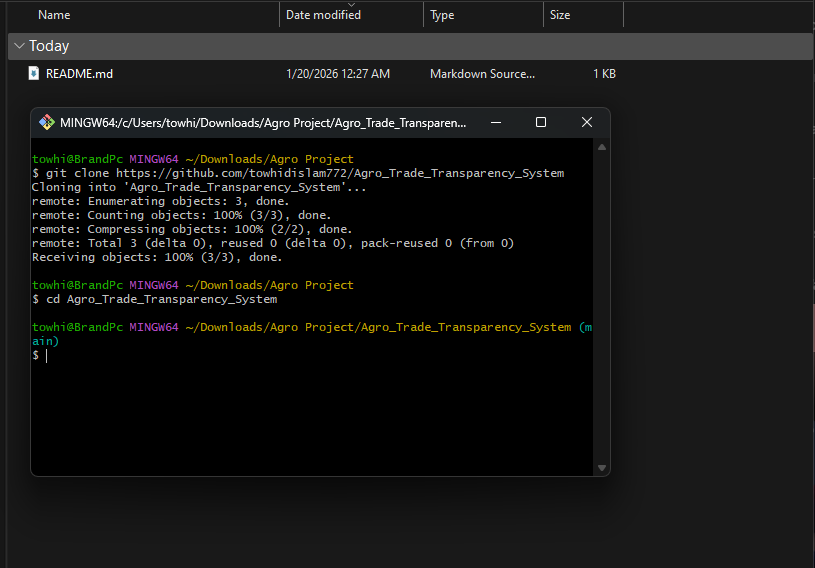 Name Date modified Type Size
Today
README.md 1/20/2026 12:27 AM Markdown Source... 1 KB
MINGW64:/c/Users/towhi/Downloads/Agro Project/Agro_Trade_Transparen...
towhi@BrandPc MINGW64 ~/Downloads/Agro Project
$ git clone https://github.com/towhidislam772/Agro_Trade_Transparency_System
Cloning into 'Agro_Trade_Transparency_System'...
remote: Enumerating objects: 3, done.
remote: Counting objects: 100% (3/3), done.
remote: Compressing objects: 100% (2/2), done.
remote: Total 3 (delta 0), reused 0 (delta 0), pack-reused 0 (from 0)
Receiving objects: 100% (3/3), done.
towhi@BrandPc MINGW64 ~/Downloads/Agro Project
$ cd Agro_Trade_Transparency_System
towhi@BrandPc MINGW64 ~/Downloads/Agro Project/Agro_Trade_Transparency_System (m
ain)
$